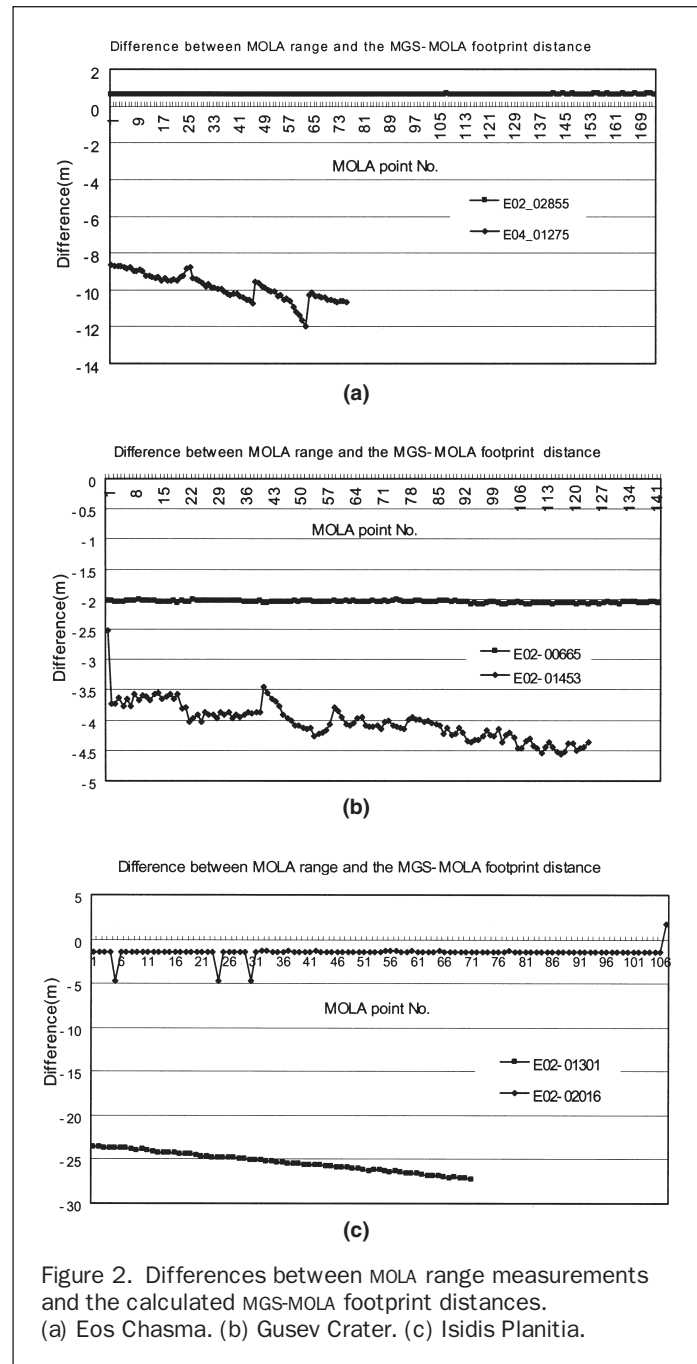 Difference between MOLA range and the MGS-MOLA footprint distance
2
0
-2
-4
-6
-8
-10
-12
-14
Difference(m)
1 9 17 25 33 41 49 57 65 73 81 89 97 105 113 121 129 137 145 153 161 169
MOLA point No.
E02_02855
E04_01275
(a)
Difference between MOLA range and the MGS-MOLA footprint distance
0
-0.5
-1
-1.5
-2
-2.5
-3
-3.5
-4
-4.5
-5
Difference(m)
1 8 15 22 29 36 43 50 57 64 71 78 85 92 99 106 113 120 127 134 141
MOLA point No.
E02-00665
E02-01453
(b)
Difference between MOLA range and the MGS-MOLA footprint distance
5
0
-5
-10
-15
-20
-25
-30
Difference(m)
1 6 11 16 21 26 31 36 41 46 51 56 61 66 71 76 81 86 91 96 101 106
MOLA point No.
E02-01301
E02-02016
(c)
Figure 2. Differences between MOLA range measurements
and the calculated MGS-MOLA footprint distances.
(a) Eos Chasma. (b) Gusev Crater. (c) Isidis Planitia.